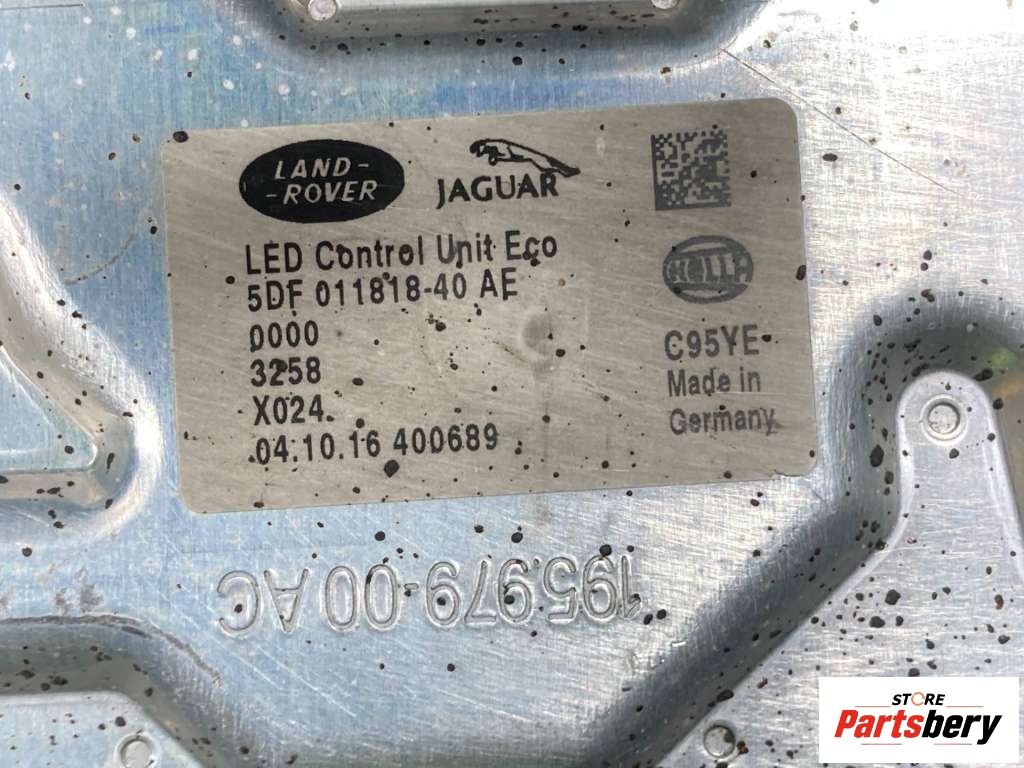 LAND-
-ROVER
JAGUAR
LED Control Unit Eco
5DF 011818-40 AE
HELLA
0000
3258
C95YE
X024.
Made in
Germany
04.10.16 400689
195.979-00 AC
STORE
Partsbery